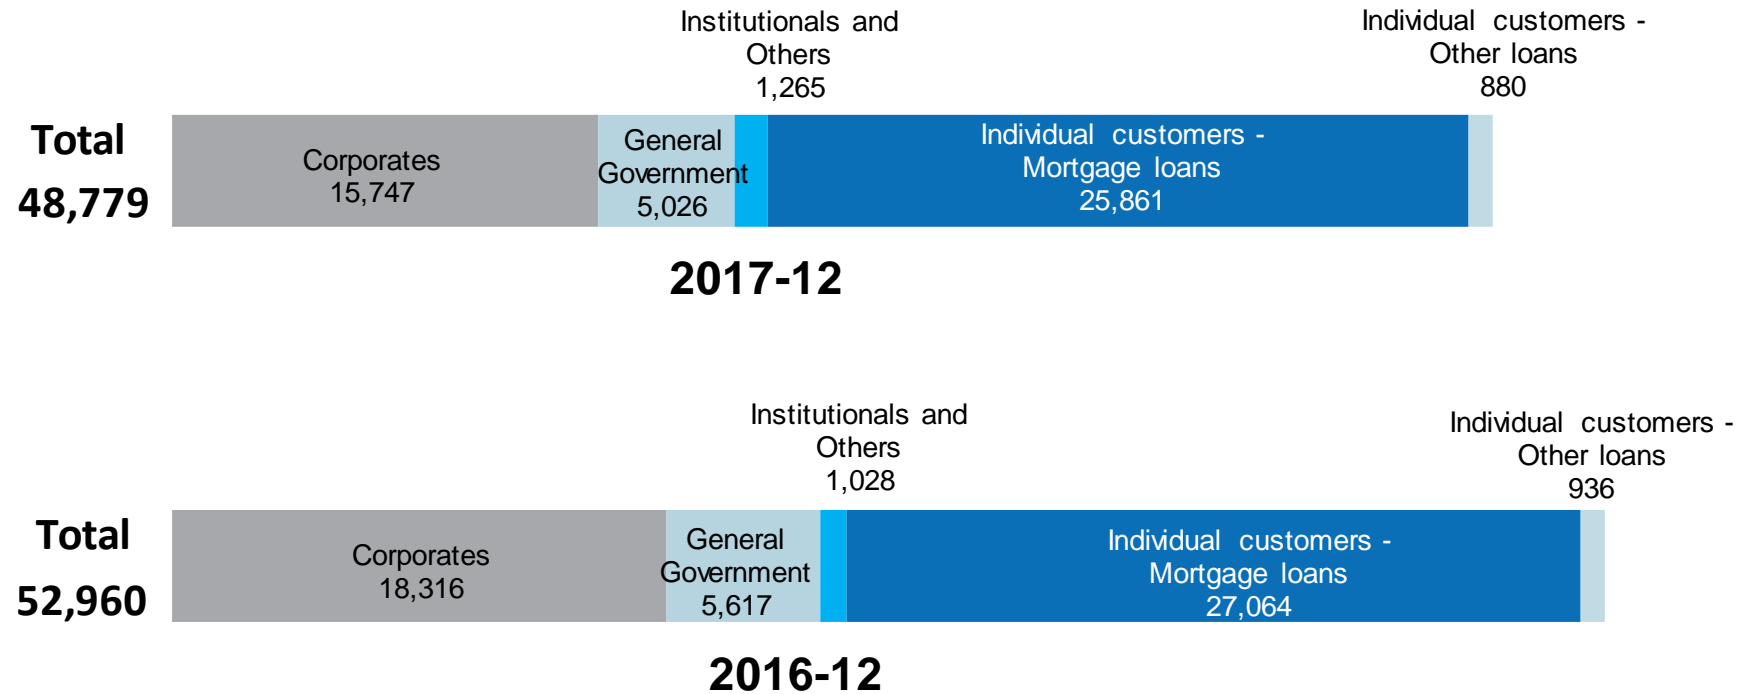 Institutionals and
Others
1,265
Individual customers -
Other loans
880
Total
48,779
Corporates
15,747
General
Government
5,026
Individual customers -
Mortgage loans
25,861
2017-12
Institutionals and
Others
1,028
Individual customers -
Other loans
936
Total
52,960
Corporates
18,316
General
Government
5,617
Individual customers -
Mortgage loans
27,064
2016-12